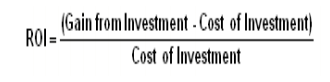 ROI = (Gain from Investment - Cost of Investment)
Cost of Investment